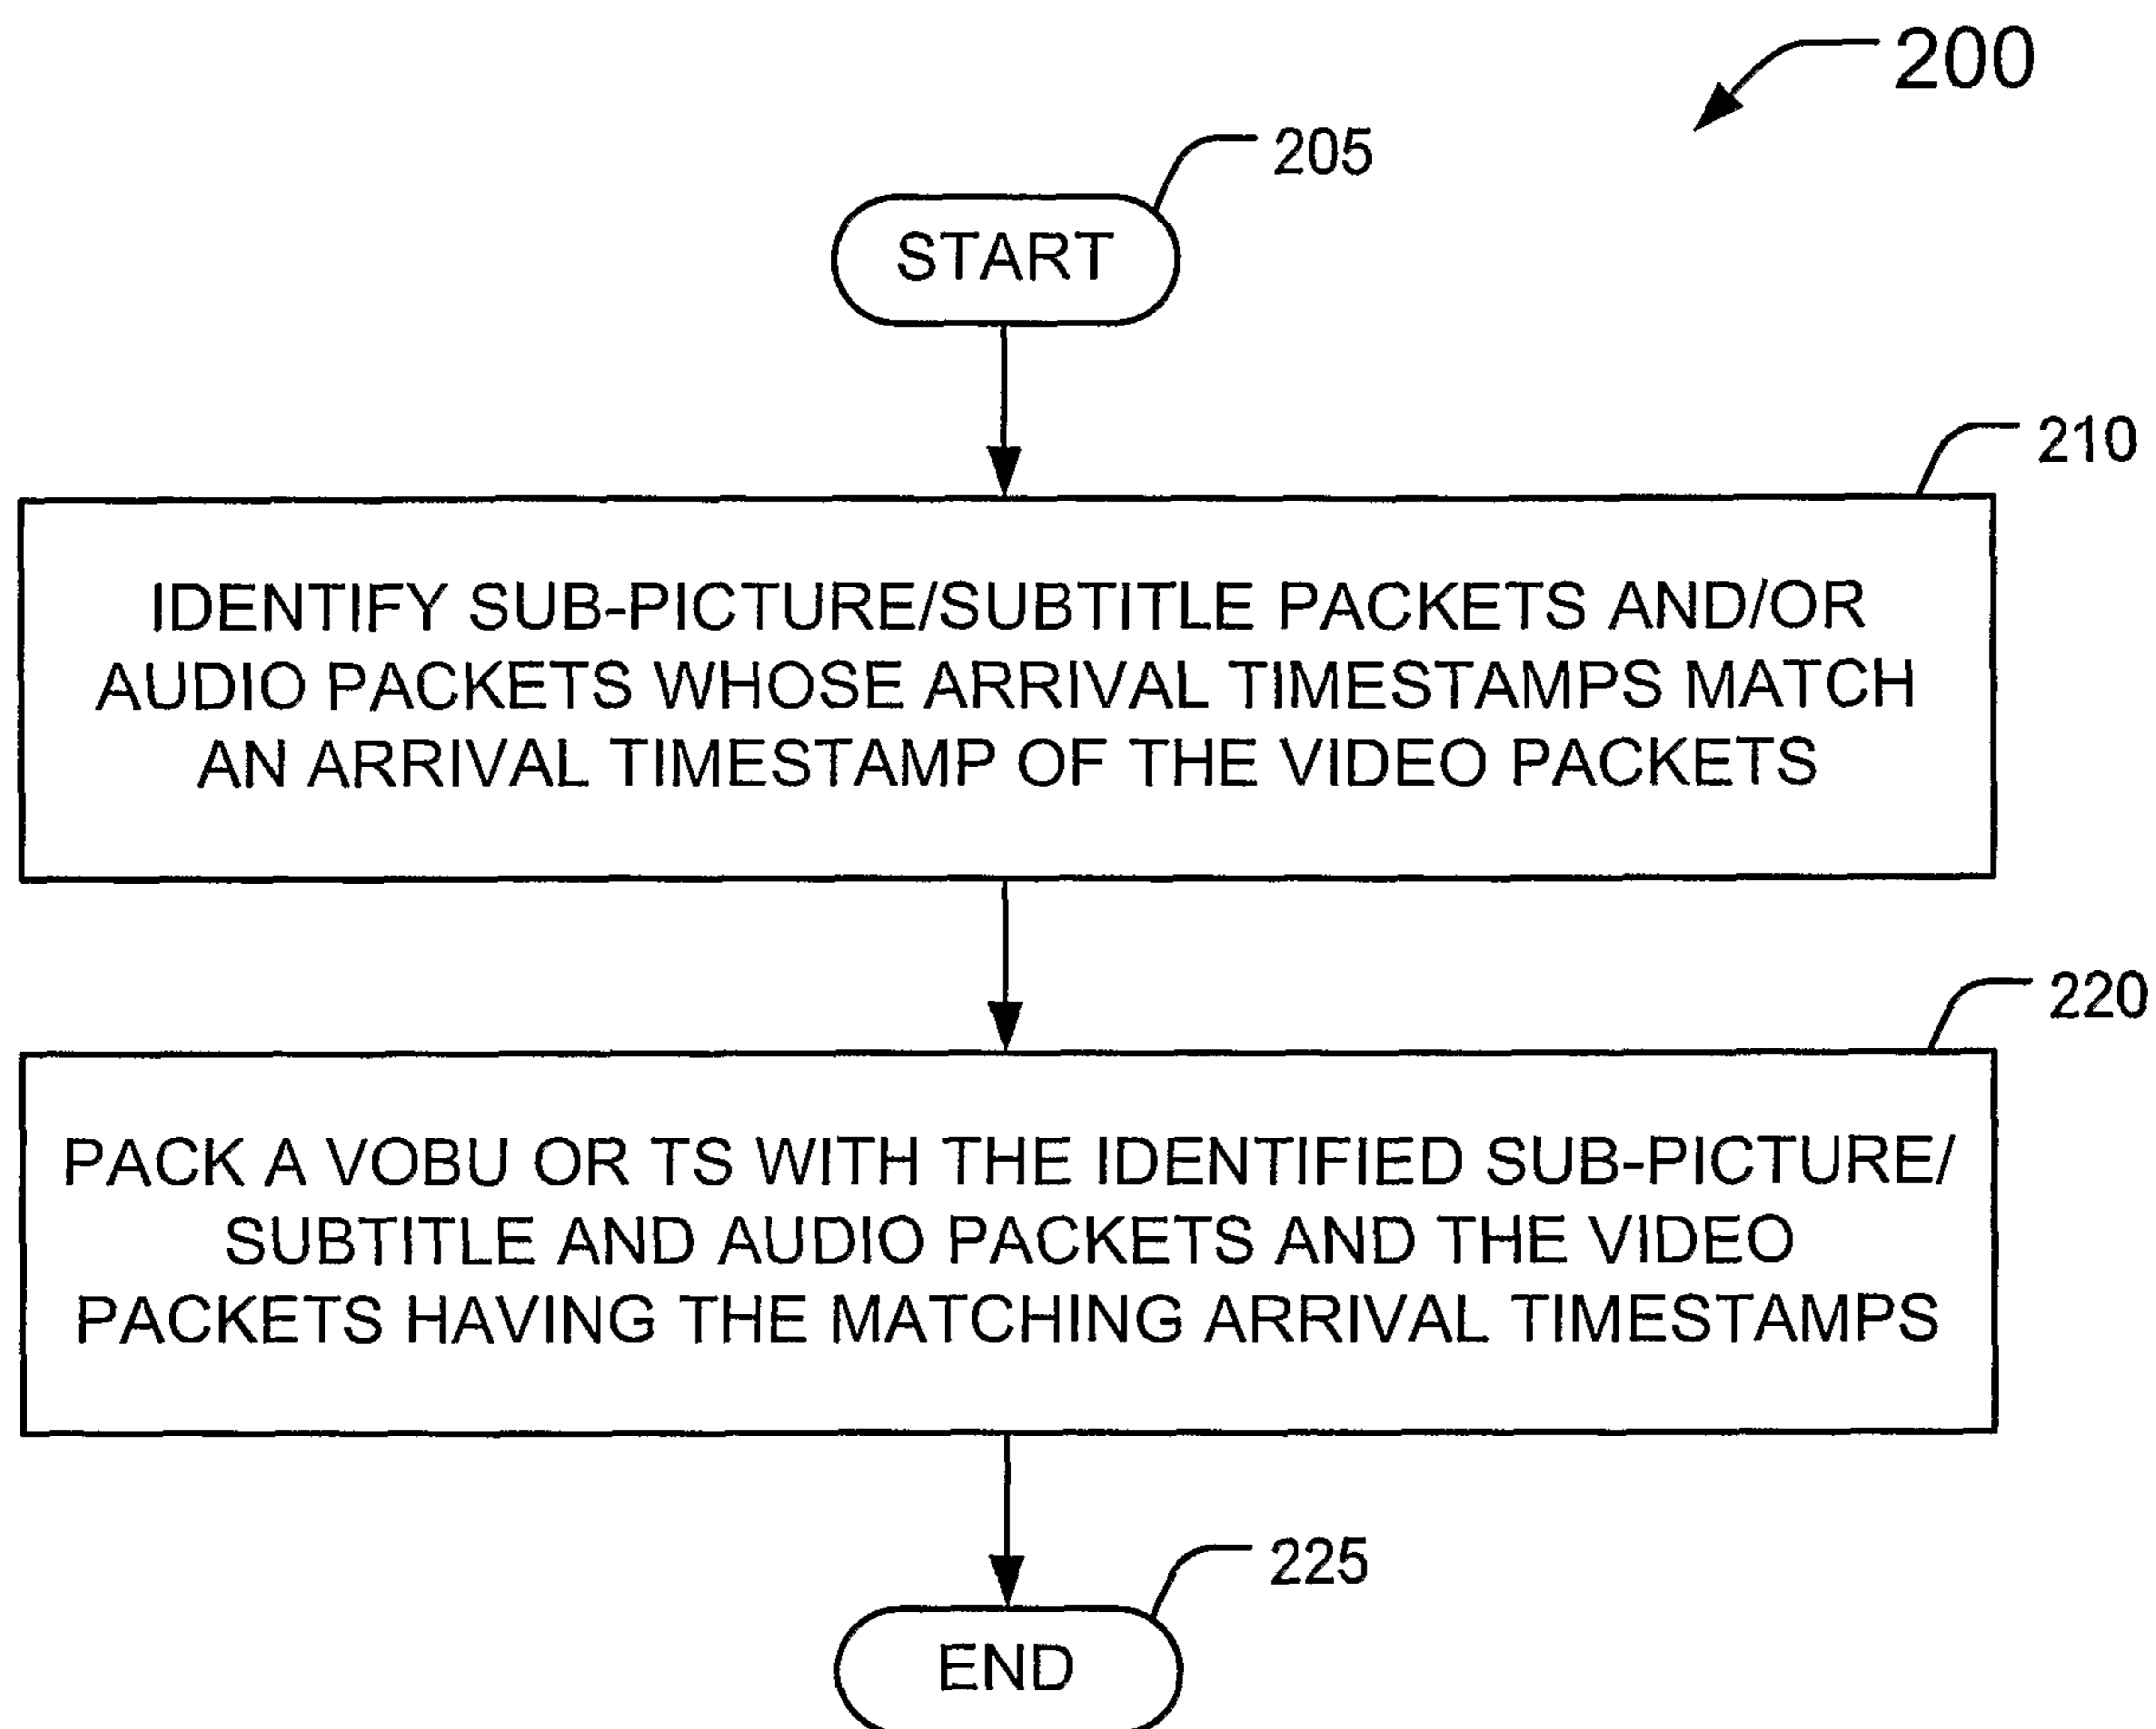 200
205
START
210
IDENTIFY SUB-PICTURE/SUBTITLE PACKETS AND/OR
AUDIO PACKETS WHOSE ARRIVAL TIMESTAMPS MATCH
AN ARRIVAL TIMESTAMP OF THE VIDEO PACKETS
220
PACK A VOBU OR TS WITH THE IDENTIFIED SUB-PICTURE/
SUBTITLE AND AUDIO PACKETS AND THE VIDEO
PACKETS HAVING THE MATCHING ARRIVAL TIMESTAMPS
225
END